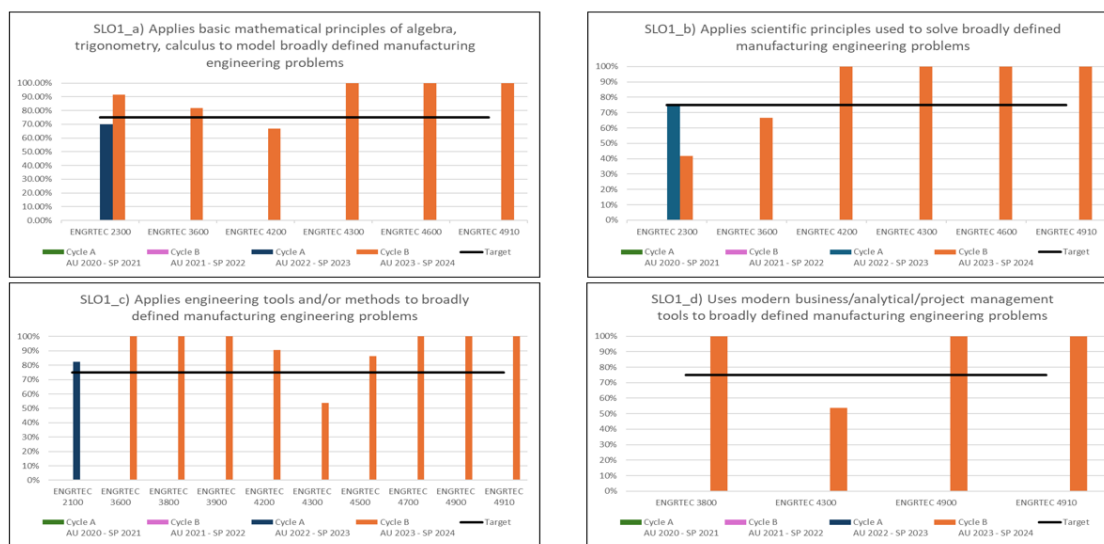 SLO1_a) Applies basic mathematical principles of algebra,
trigonometry, calculus to model broadly defined manufacturing
engineering problems
100.00%
90.00%
80.00%
70.00%
60.00%
50.00%
40.00%
30.00%
20.00%
10.00%
0.00%
ENGRTEC 2300 ENGRTEC 3600 ENGRTEC 4200 ENGRTEC 4300 ENGRTEC 4600 ENGRTEC 4910
Cycle A Cycle B Cycle A Cycle B Target
AU 2020 - SP 2021 AU 2021 - SP 2022 AU 2022 - SP 2023 AU 2023 - SP 2024
SLO1_b) Applies scientific principles used to solve broadly defined
manufacturing engineering problems
100%
90%
80%
70%
60%
50%
40%
30%
20%
10%
0%
ENGRTEC 2300 ENGRTEC 3600 ENGRTEC 4200 ENGRTEC 4300 ENGRTEC 4600 ENGRTEC 4910
Cycle A Cycle B Cycle A Cycle B Target
AU 2020 - SP 2021 AU 2021 - SP 2022 AU 2022 - SP 2023 AU 2023 - SP 2024
SLO1_c) Applies engineering tools and/or methods to broadly
defined manufacturing engineering problems
100%
90%
80%
70%
60%
50%
40%
30%
20%
10%
0%
ENGRTEC ENGRTEC ENGRTEC ENGRTEC ENGRTEC ENGRTEC ENGRTEC ENGRTEC ENGRTEC ENGRTEC
2100 3600 3800 3900 4200 4300 4500 4700 4900 4910
Cycle A Cycle B Cycle A Cycle B Target
AU 2020 - SP 2021 AU 2021 - SP 2022 AU 2022 - SP 2023 AU 2023 - SP 2024
SLO1_d) Uses modern business/analytical/project management
tools to broadly defined manufacturing engineering problems
100%
90%
80%
70%
60%
50%
40%
30%
20%
10%
0%
ENGRTEC 3800 ENGRTEC 4300 ENGRTEC 4900 ENGRTEC 4910
Cycle A Cycle B Cycle A Cycle B Target
AU 2020 - SP 2021 AU 2021 - SP 2022 AU 2022 - SP 2023 AU 2023 - SP 2024